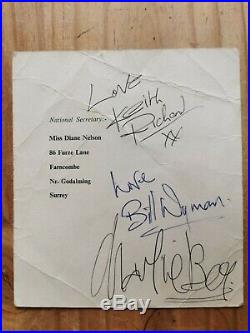 Love
Keith
Richard
xx
National Secretary:-
Miss Diane Nelson
86 Furze Lane
Farncombe
Nr. Godalming
Surrey
Love
Bill Wyman.
Charlie Boy